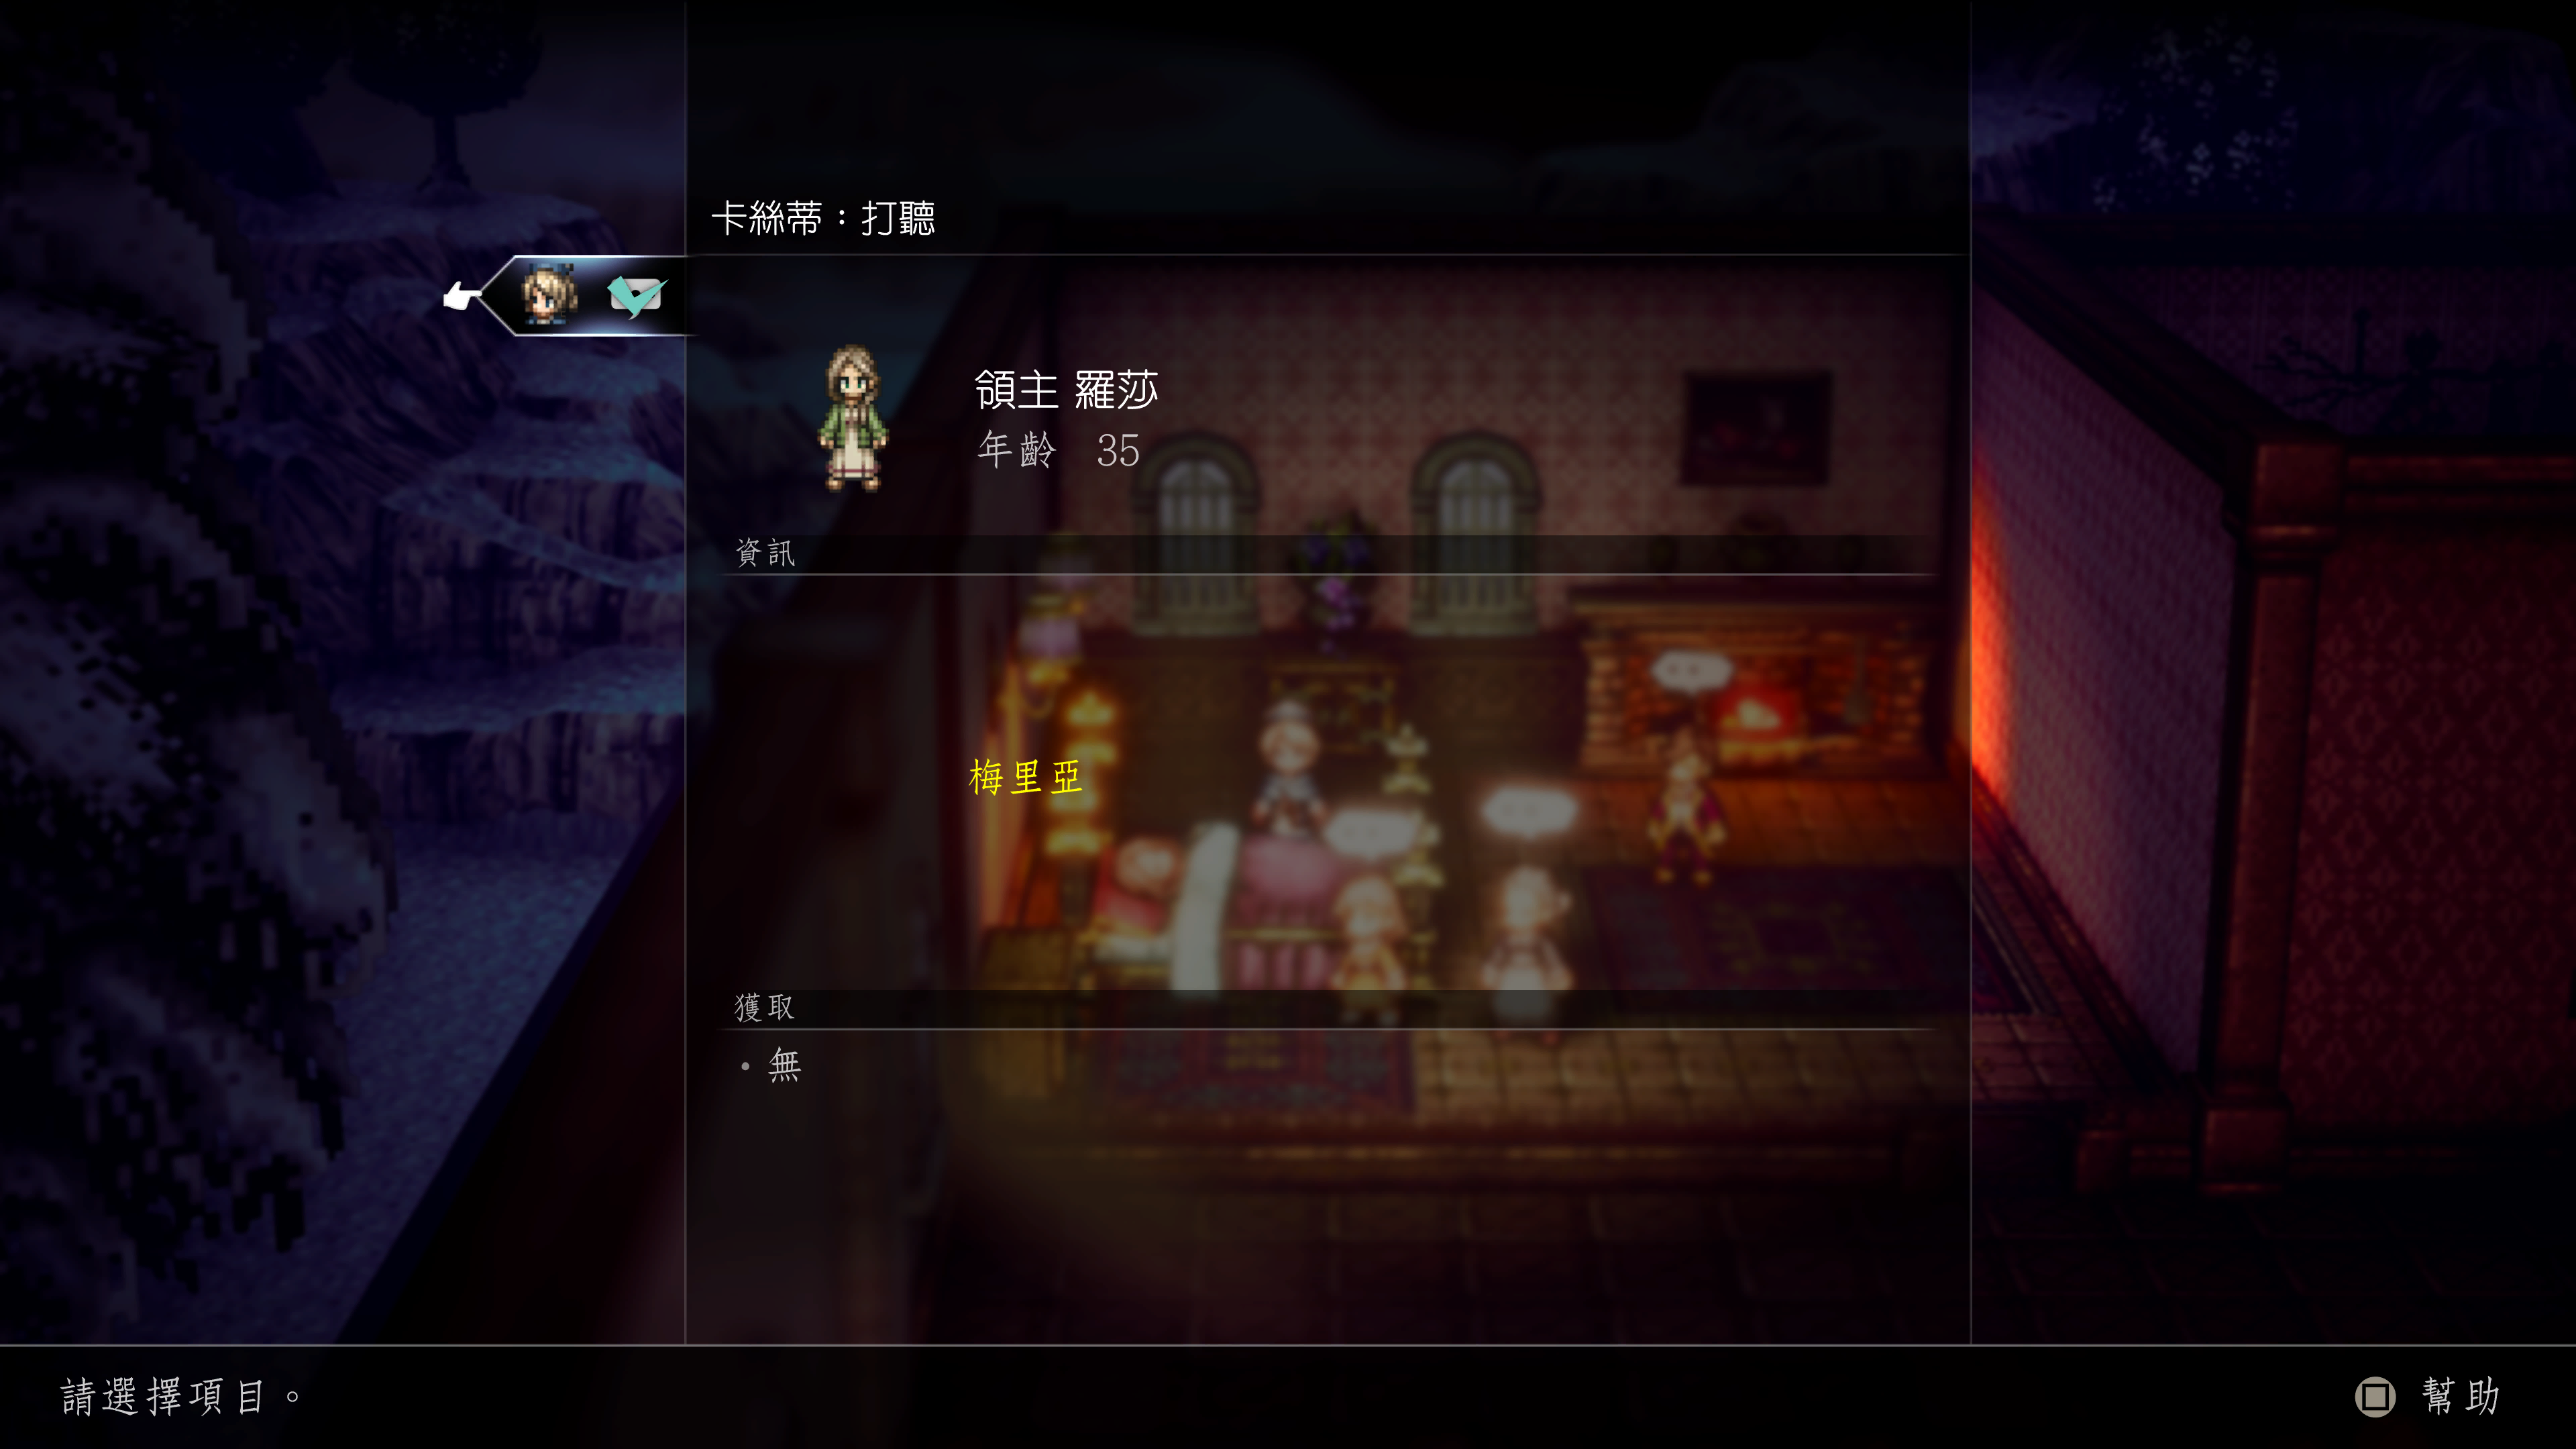 卡絲蒂：打聽
領主 羅莎
年齡 35
資訊
梅里亞
獲取
• 無
請選擇項目。
幫助